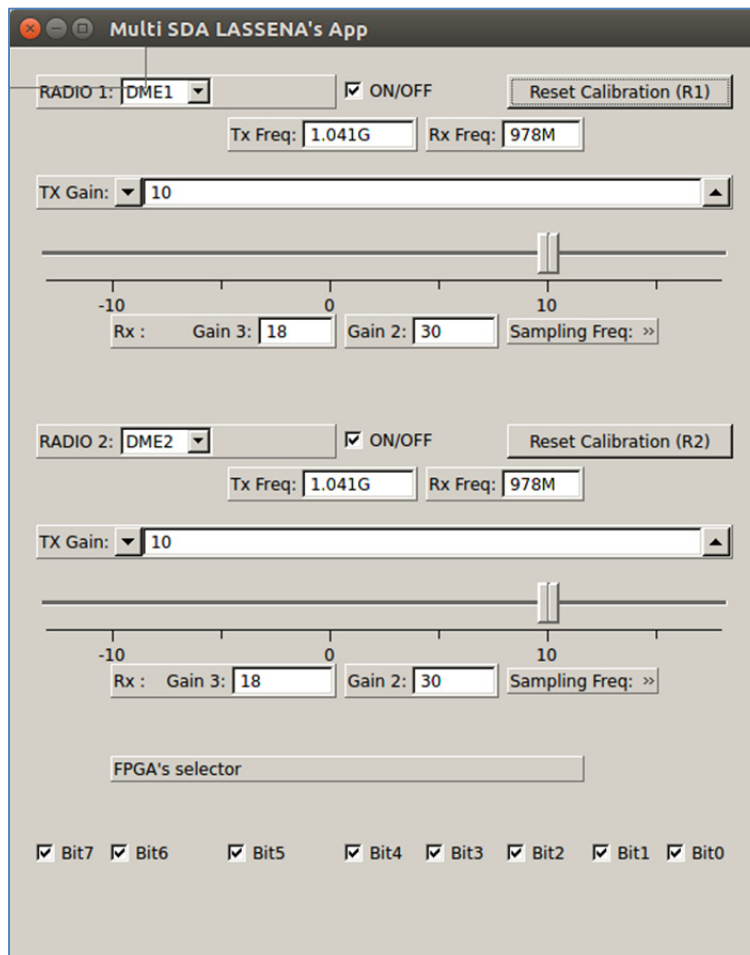 Multi SDA LASSENA's App
RADIO 1: DME1 ON/OFF Reset Calibration (R1)
Tx Freq: 1.041G Rx Freq: 978M
TX Gain: 10
-10 0 10
Rx : Gain 3: 18 Gain 2: 30 Sampling Freq: »
RADIO 2: DME2 ON/OFF Reset Calibration (R2)
Tx Freq: 1.041G Rx Freq: 978M
TX Gain: 10
-10 0 10
Rx : Gain 3: 18 Gain 2: 30 Sampling Freq: »
FPGA's selector
Bit7 Bit6 Bit5 Bit4 Bit3 Bit2 Bit1 Bit0